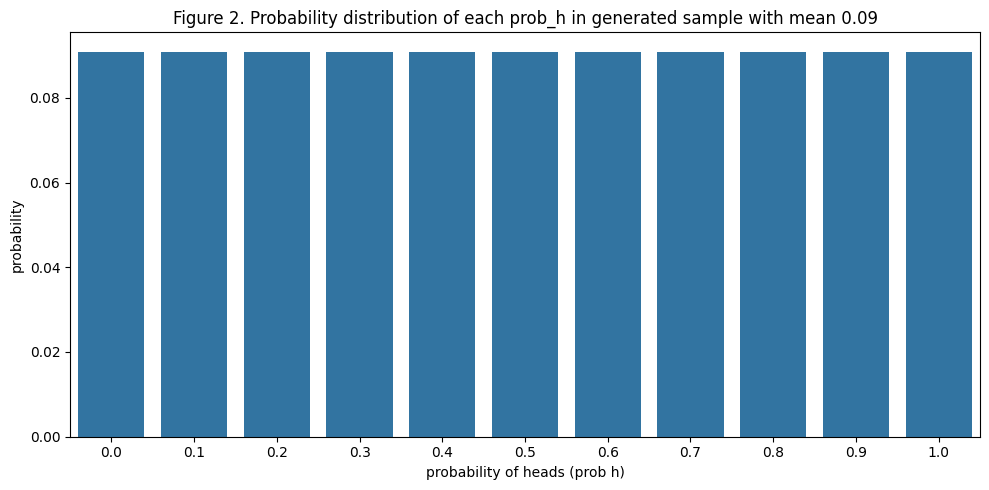 Figure 2. Probability distribution of each prob_h in generated sample with mean 0.09
0.08
0.06
0.04
0.02
0.00
probability
0.0 0.1 0.2 0.3 0.4 0.5 0.6 0.7 0.8 0.9 1.0
probability of heads (prob h)